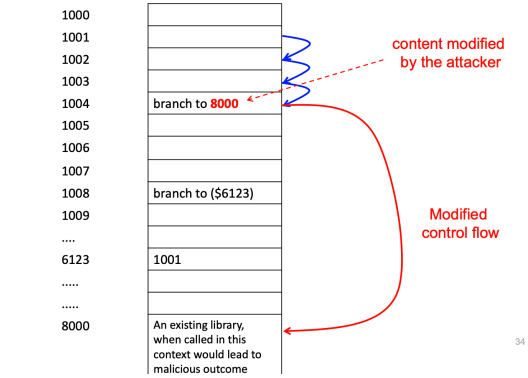 1000
1001
content modified
by the attacker
1002
1003
1004 branch to 8000
1005
1006
1007
1008 branch to ($6123)
1009
Modified
control flow
....
6123 1001
.....
.....
8000 An existing library,
when called in this
context would lead to
malicious outcome
34